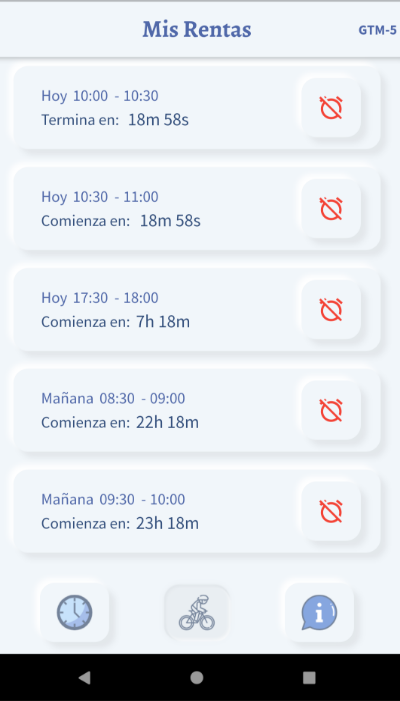 Mis Rentas
GTM-5
Hoy 10:00 - 10:30
Termina en: 18m 58s
Hoy 10:30 - 11:00
Comienza en: 18m 58s
Hoy 17:30 - 18:00
Comienza en: 7h 18m
Mañana 08:30 - 09:00
Comienza en: 22h 18m
Mañana 09:30 - 10:00
Comienza en: 23h 18m